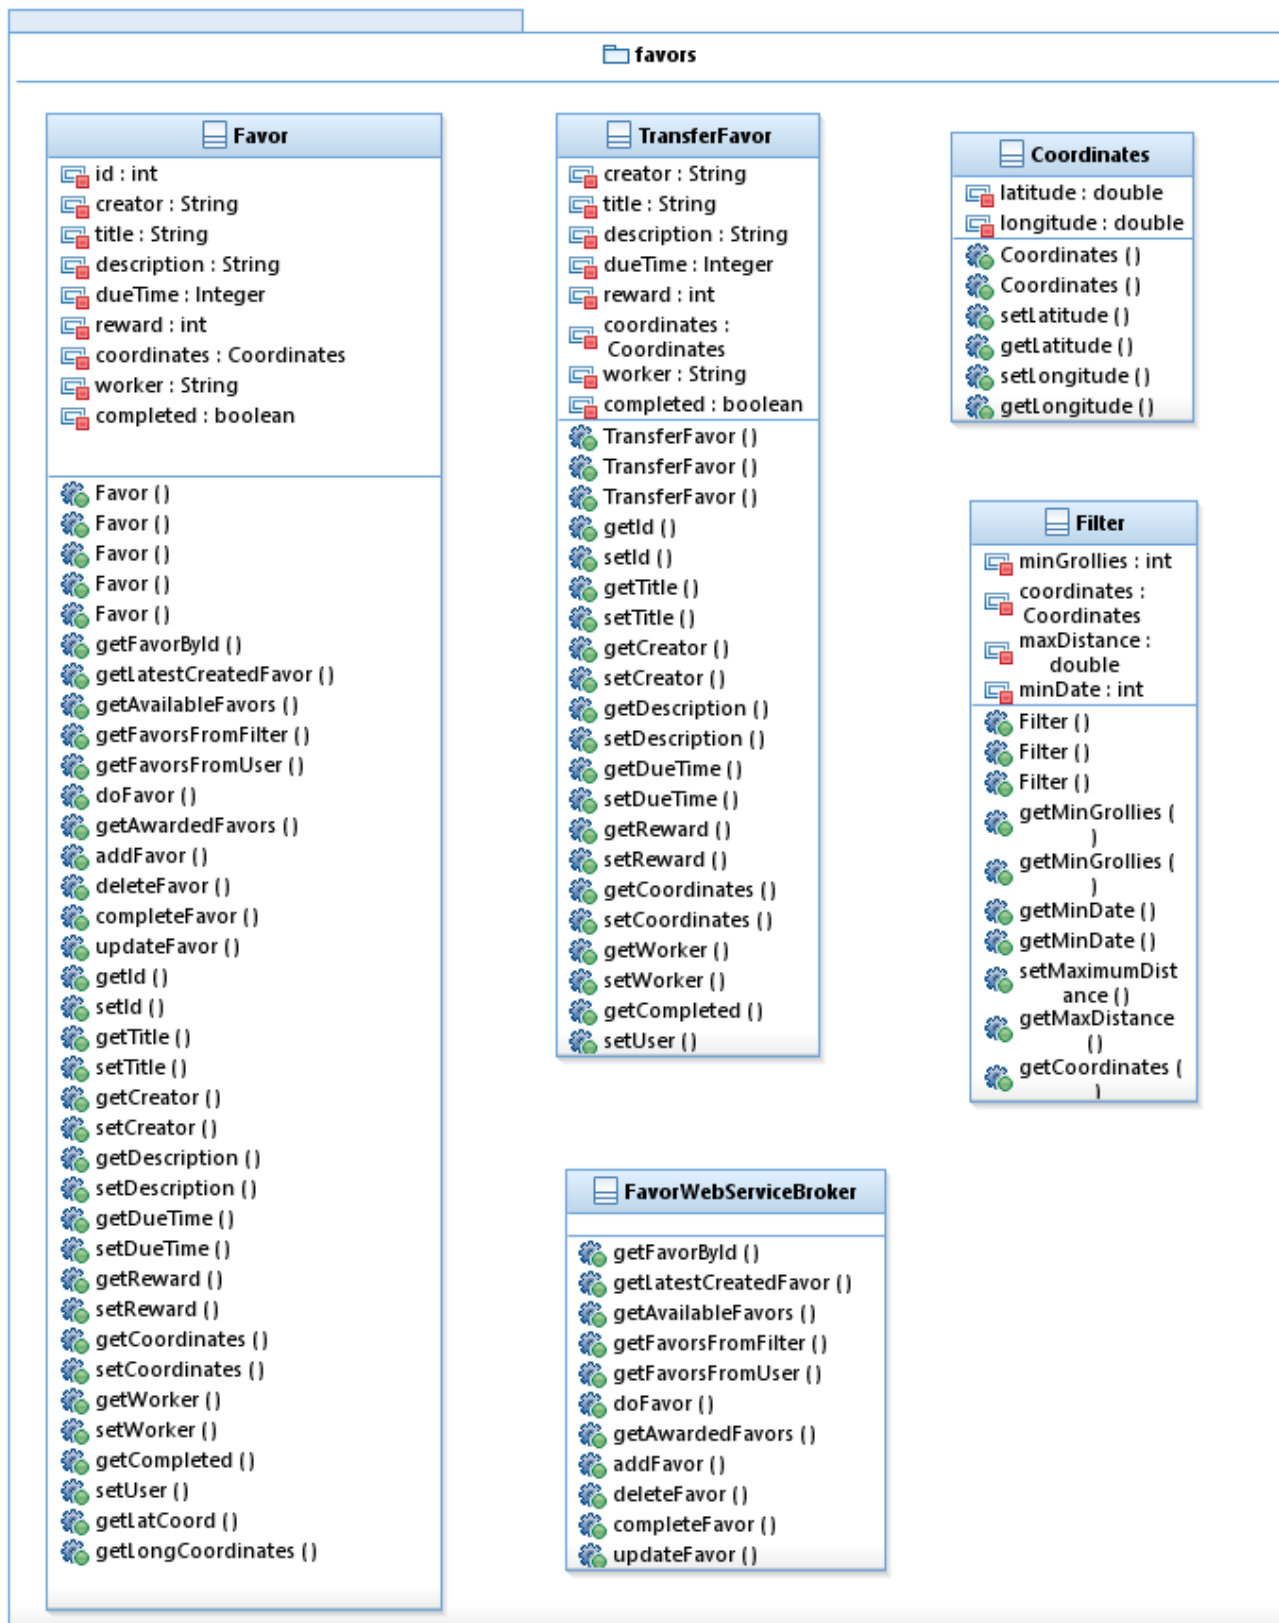 favors
Favor
id : int
creator : String
title : String
description : String
dueTime : Integer
reward : int
coordinates : Coordinates
worker : String
completed : boolean
Favor ()
Favor ()
Favor ()
Favor ()
Favor ()
getFavorById ()
getLatestCreatedFavor ()
getAvailableFavors ()
getFavorsFromFilter ()
getFavorsFromUser ()
doFavor ()
getAwardedFavors ()
addFavor ()
deleteFavor ()
completeFavor ()
updateFavor ()
getId ()
setId ()
getTitle ()
setTitle ()
getCreator ()
setCreator ()
getDescription ()
setDescription ()
getDueTime ()
setDueTime ()
getReward ()
setReward ()
getCoordinates ()
setCoordinates ()
getWorker ()
setWorker ()
getCompleted ()
setUser ()
getLatCoord ()
getLongCoordinates ()
TransferFavor
creator : String
title : String
description : String
dueTime : Integer
reward : int
coordinates :
Coordinates
worker : String
completed : boolean
TransferFavor ()
TransferFavor ()
TransferFavor ()
getId ()
setId ()
getTitle ()
setTitle ()
getCreator ()
setCreator ()
getDescription ()
setDescription ()
getDueTime ()
setDueTime ()
getReward ()
setReward ()
getCoordinates ()
setCoordinates ()
getWorker ()
setWorker ()
getCompleted ()
setUser ()
Coordinates
latitude : double
longitude : double
Coordinates ()
Coordinates ()
setLatitude ()
getLatitude ()
setLongitude ()
getLongitude ()
Filter
minGrollies : int
coordinates :
Coordinates
maxDistance :
double
minDate : int
Filter ()
Filter ()
Filter ()
getMinGrollies (
)
getMinGrollies (
)
getMinDate ()
getMinDate ()
setMaximumDist
ance ()
getMaxDistance
()
getCoordinates (
)
FavorWebServiceBroker
getFavorById ()
getLatestCreatedFavor ()
getAvailableFavors ()
getFavorsFromFilter ()
getFavorsFromUser ()
doFavor ()
getAwardedFavors ()
addFavor ()
deleteFavor ()
completeFavor ()
updateFavor ()